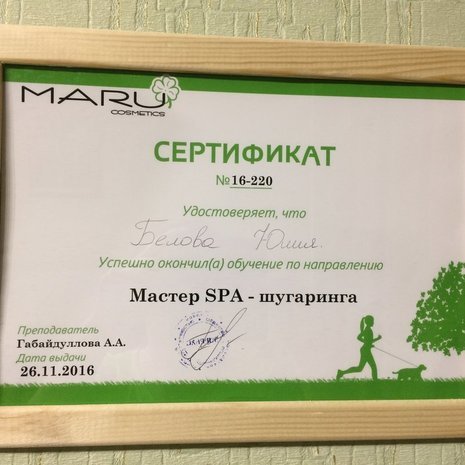 MARU
COSMETICS
СЕРТИФИКАТ
№16-220
Удостоверяет, что
Белова Юлия.
Успешно окончил(а) обучение по направлению
Мастер SPA - шугаринга
Преподаватель
Габайдуллова А.А.
Дата выдачи
26.11.2016